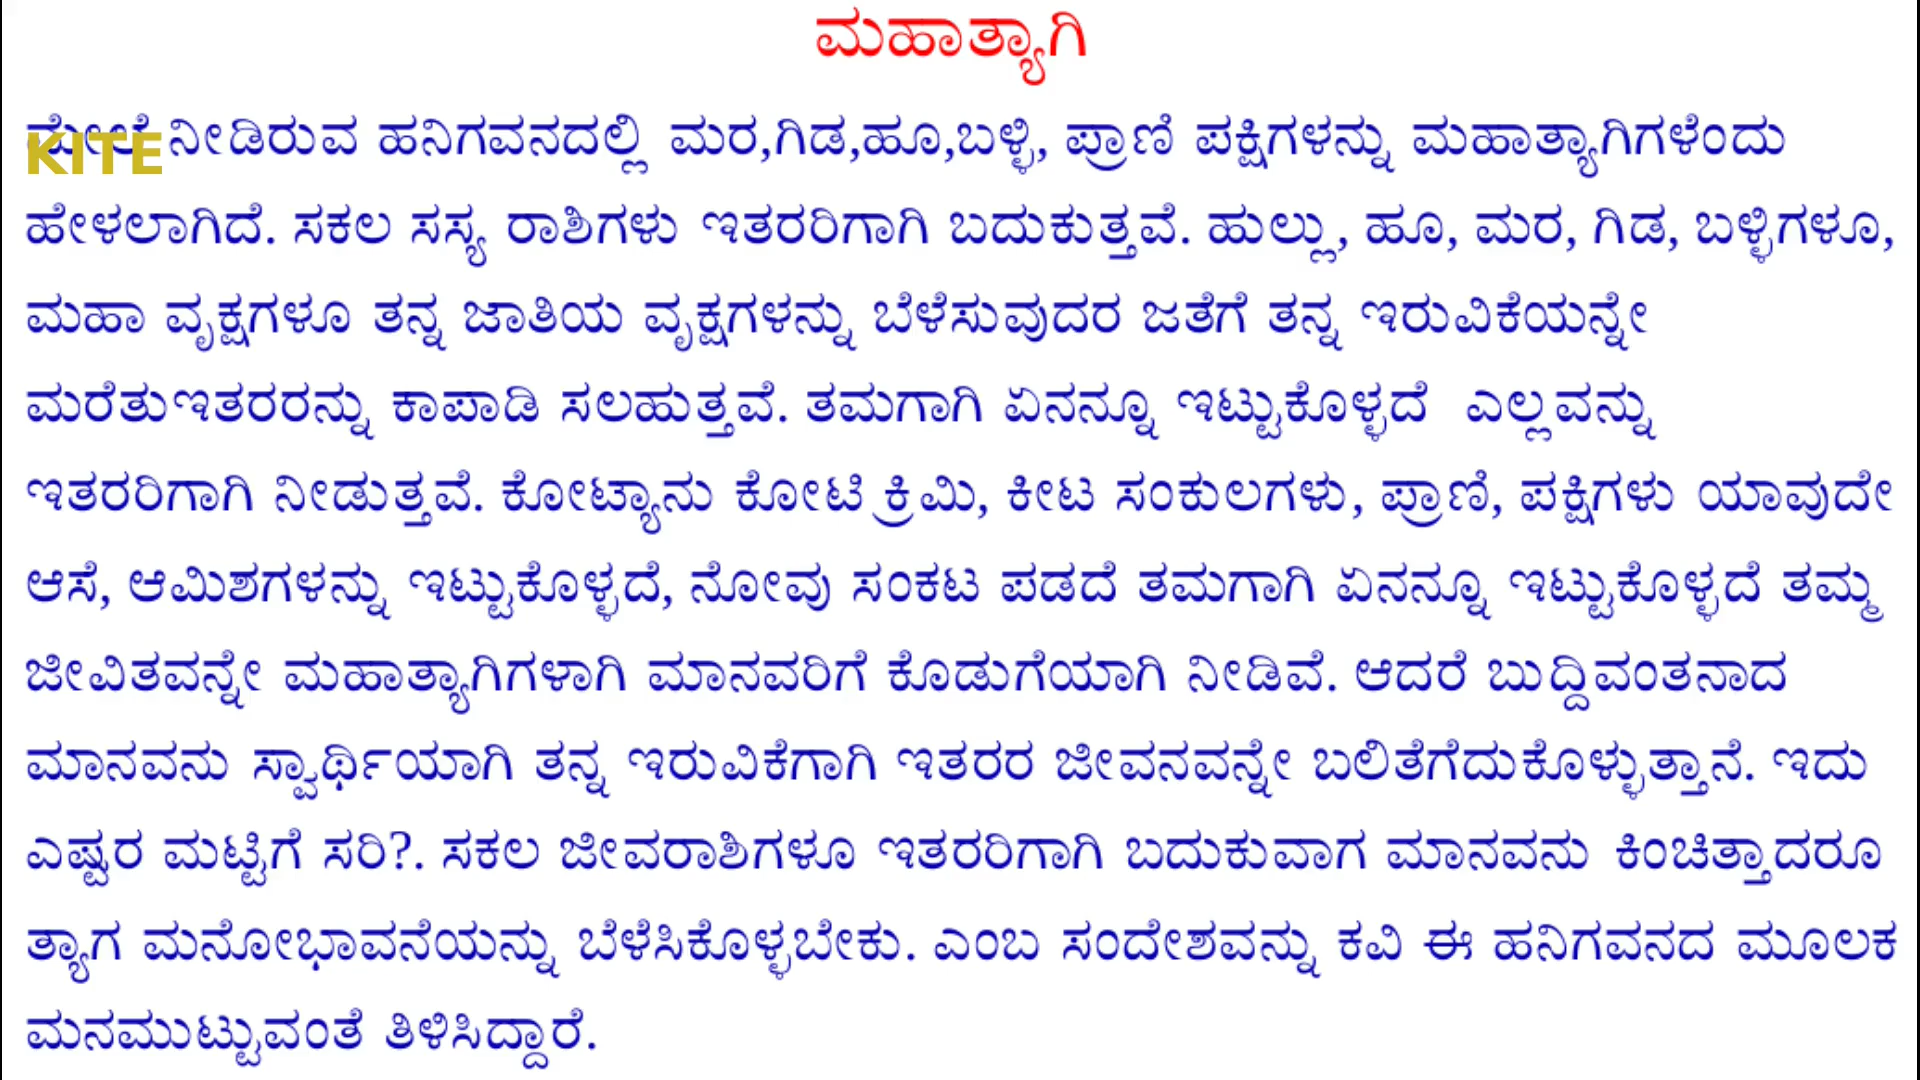 ಮಹಾತ್ಯಾಗಿ
ಮೇಲೆ ನೀಡಿರುವ ಹನಿಗವನದಲ್ಲಿ ಮರ,ಗಿಡ,ಹೂ,ಬಳ್ಳಿ, ಪ್ರಾಣಿ ಪಕ್ಷಿಗಳನ್ನು ಮಹಾತ್ಯಾಗಿಗಳೆಂದು
KITE
ಹೇಳಲಾಗಿದೆ. ಸಕಲ ಸಸ್ಯ ರಾಶಿಗಳು ಇತರರಿಗಾಗಿ ಬದುಕುತ್ತವೆ. ಹುಲ್ಲು, ಹೂ, ಮರ, ಗಿಡ, ಬಳ್ಳಿಗಳೂ,
ಮಹಾ ವೃಕ್ಷಗಳೂ ತನ್ನ ಜಾತಿಯ ವೃಕ್ಷಗಳನ್ನು ಬೆಳೆಸುವುದರ ಜತೆಗೆ ತನ್ನ ಇರುವಿಕೆಯನ್ನೇ
ಮರೆತುಇತರರನ್ನು ಕಾಪಾಡಿ ಸಲಹುತ್ತವೆ. ತಮಗಾಗಿ ಏನನ್ನೂ ಇಟ್ಟುಕೊಳ್ಳದೆ ಎಲ್ಲವನ್ನು
ಇತರರಿಗಾಗಿ ನೀಡುತ್ತವೆ. ಕೋಟ್ಯಾನು ಕೋಟಿ ಕ್ರಿಮಿ, ಕೀಟ ಸಂಕುಲಗಳು, ಪ್ರಾಣಿ, ಪಕ್ಷಿಗಳು ಯಾವುದೇ
ಆಸೆ, ಆಮಿಶಗಳನ್ನು ಇಟ್ಟುಕೊಳ್ಳದೆ, ನೋವು ಸಂಕಟ ಪಡದೆ ತಮಗಾಗಿ ಏನನ್ನೂ ಇಟ್ಟುಕೊಳ್ಳದೆ ತಮ್ಮ
ಜೀವಿತವನ್ನೇ ಮಹಾತ್ಯಾಗಿಗಳಾಗಿ ಮಾನವರಿಗೆ ಕೊಡುಗೆಯಾಗಿ ನೀಡಿವೆ. ಆದರೆ ಬುದ್ದಿವಂತನಾದ
ಮಾನವನು ಸ್ವಾರ್ಥಿಯಾಗಿ ತನ್ನ ಇರುವಿಕೆಗಾಗಿ ಇತರರ ಜೀವನವನ್ನೇ ಬಲಿತೆಗೆದುಕೊಳ್ಳುತ್ತಾನೆ. ಇದು
ಎಷ್ಟರ ಮಟ್ಟಿಗೆ ಸರಿ?. ಸಕಲ ಜೀವರಾಶಿಗಳೂ ಇತರರಿಗಾಗಿ ಬದುಕುವಾಗ ಮಾನವನು ಕಿಂಚಿತ್ತಾದರೂ
ತ್ಯಾಗ ಮನೋಭಾವನೆಯನ್ನು ಬೆಳೆಸಿಕೊಳ್ಳಬೇಕು. ಎಂಬ ಸಂದೇಶವನ್ನು ಕವಿ ಈ ಹನಿಗವನದ ಮೂಲಕ
ಮನಮುಟ್ಟುವಂತೆ ತಿಳಿಸಿದ್ದಾರೆ.